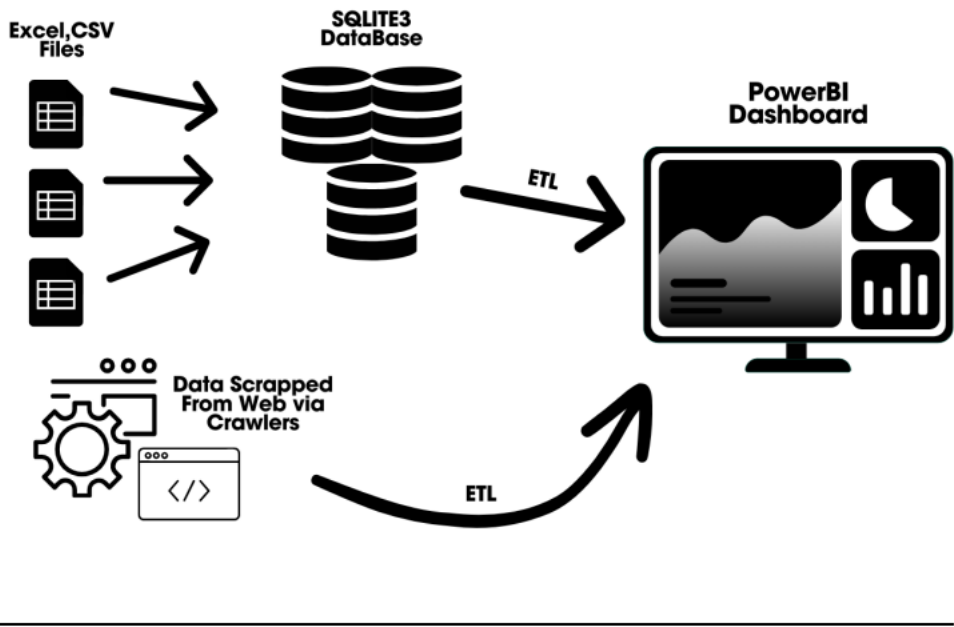 Excel,CSV
Files
SQLITE3
DataBase
PowerBI
Dashboard
ETL
Data Scrapped
From Web via
Crawlers
</>
ETL